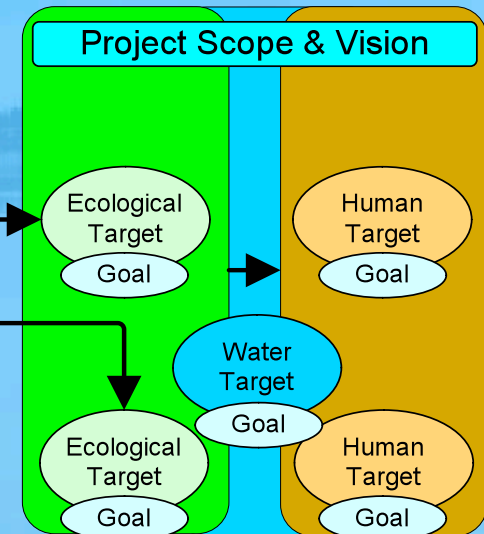 Project Scope & Vision
Ecological
Target
Goal
Human
Target
Goal
Water
Target
Goal
Ecological
Target
Goal
Human
Target
Goal